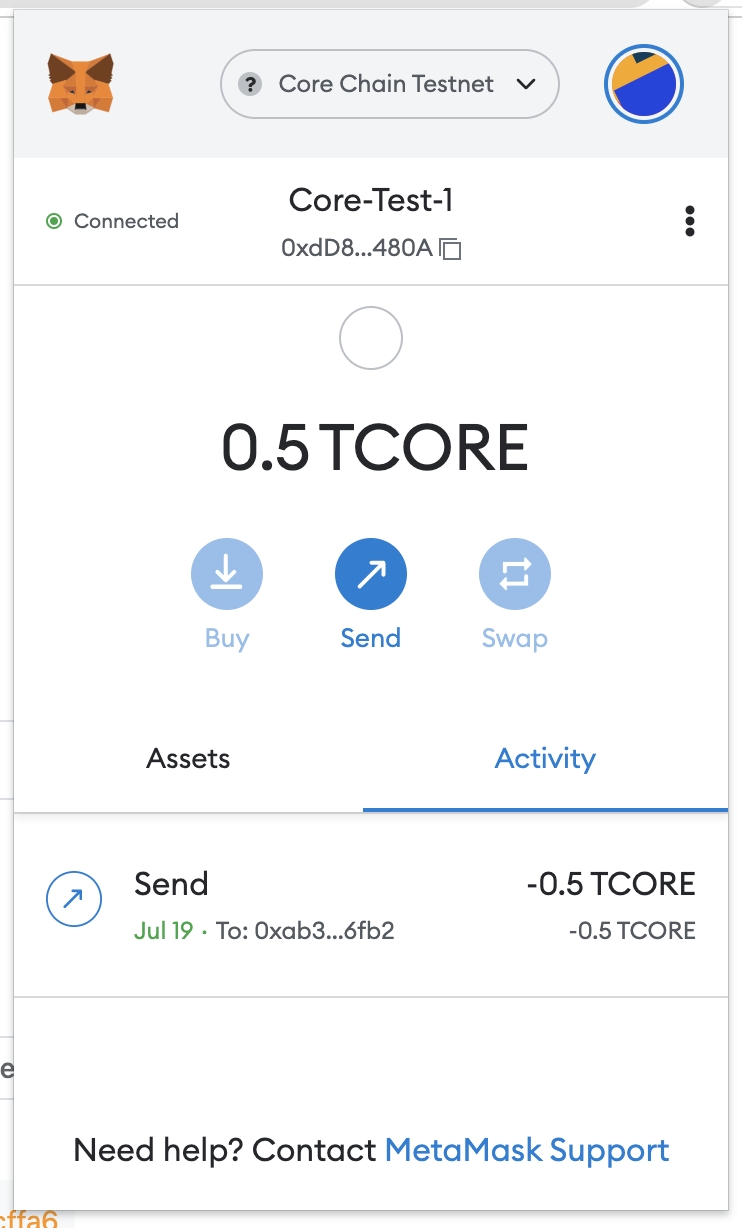 ? Core Chain Testnet
Connected
Core-Test-1
0xdD8...480A
0.5 TCORE
Buy
Send
Swap
Assets
Activity
Send
-0.5 TCORE
Jul 19 · To: 0xab3...6fb2
-0.5 TCORE
e
Need help? Contact MetaMask Support
cffa6